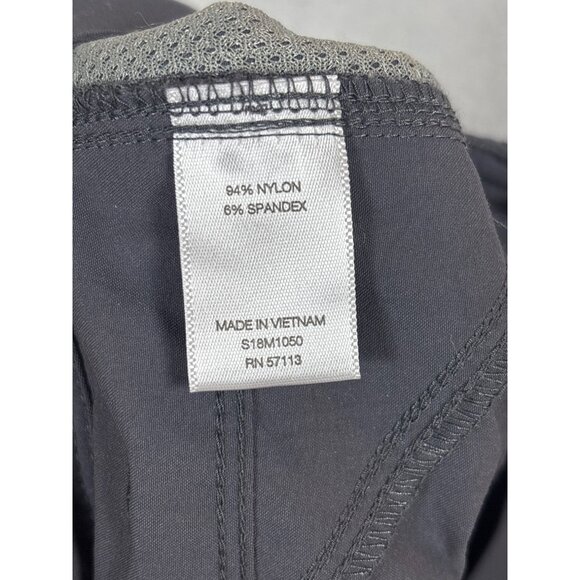 94% NYLON
6% SPANDEX
MADE IN VIETNAM
S18M1050
RN 57113